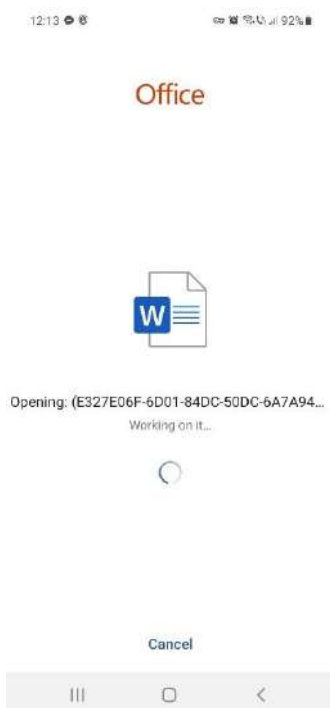 12:13 92%
Office
W
Opening: (E327E06F-6D01-84DC-50DC-6A7A94...
Working on it...
Cancel